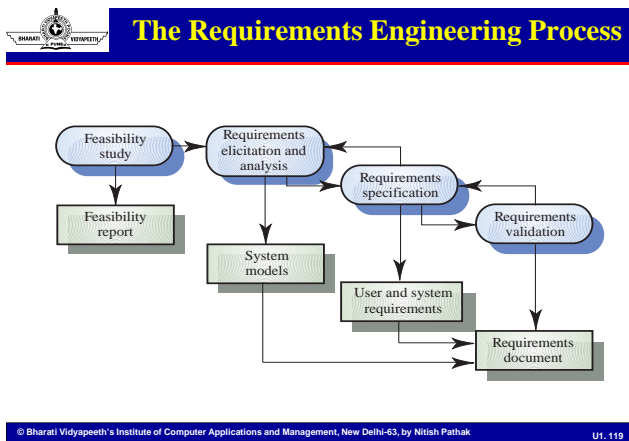 BHARATI
VIDYAPEETH
PUNE
The Requirements Engineering Process
Feasibility
study
Requirements
elicitation and
analysis
Requirements
specification
Requirements
validation
Feasibility
report
System
models
User and system
requirements
Requirements
document
© Bharati Vidyapeeth's Institute of Computer Applications and Management, New Delhi-63, by Nitish Pathak
U1. 119